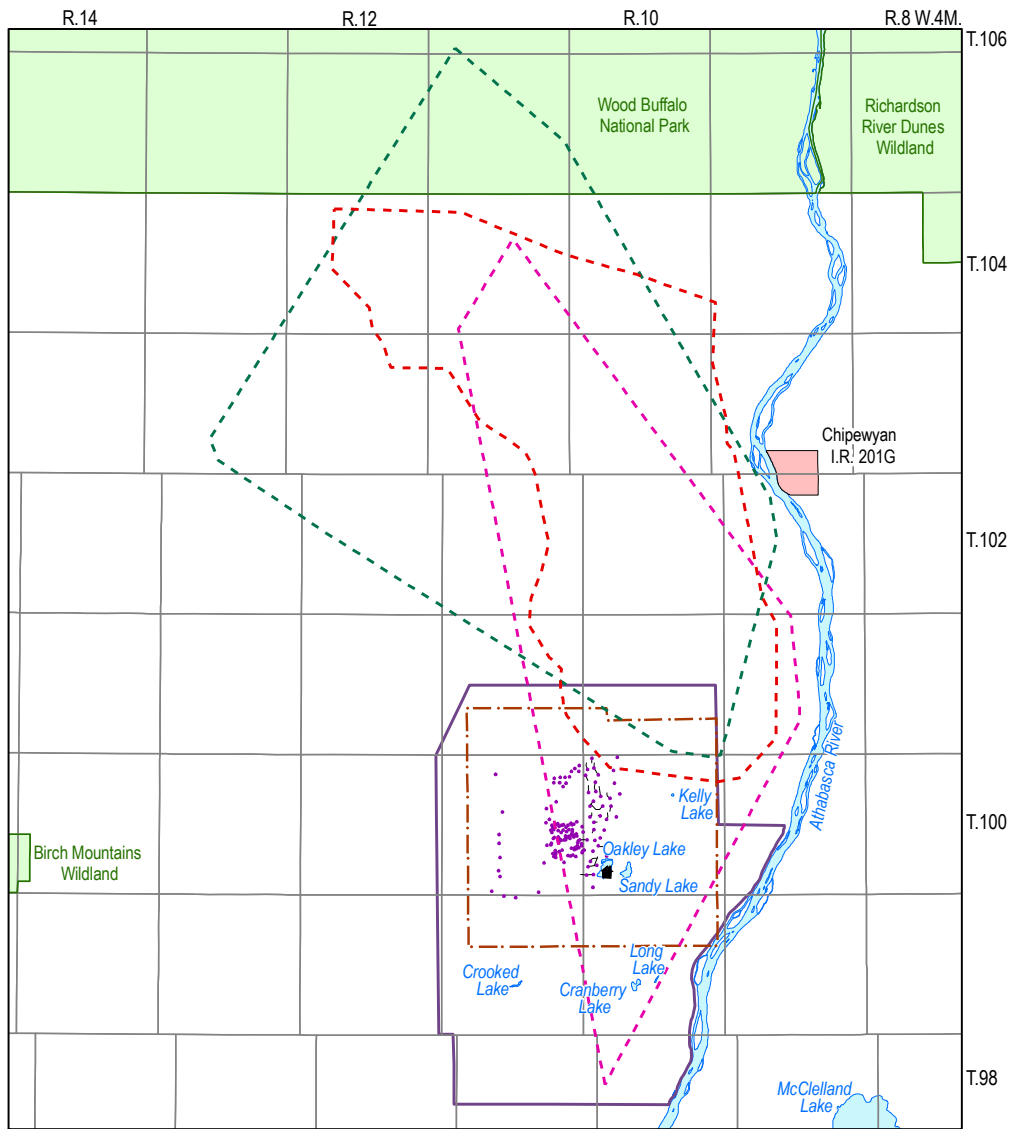 R.14 R.12 R.10 R.8 W.4M.
T.106
Wood Buffalo
National Park
Richardson
River Dunes
Wildland
T.104
Chipewyan
I.R. 201G
T.102
Athabasca River
Kelly
Lake
T.100
Birch Mountains
Wildland
Oakley Lake
Sandy Lake
Long
Lake
Crooked
Lake
Cranberry
Lake
T.98
McClelland
Lake